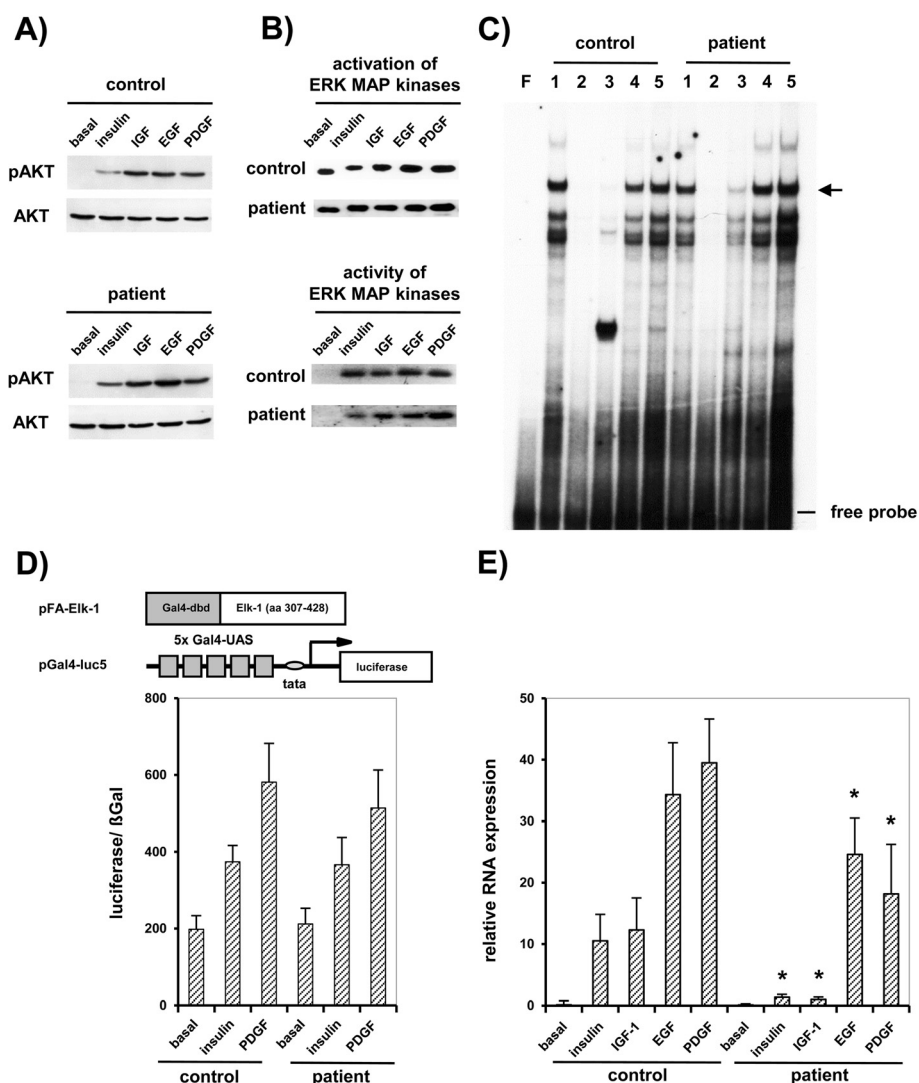 A)
control
basal insulin IGF EGF PDGF
pAKT
AKT
patient
basal insulin IGF EGF PDGF
pAKT
AKT
B)
activation of
ERK MAP kinases
basal insulin IGF EGF PDGF
control
patient
activity of
ERK MAP kinases
basal insulin IGF EGF PDGF
control
patient
C)
control patient
F 1 2 3 4 5 1 2 3 4 5
free probe
D)
pFA-Elk-1 Gal4-dbd Elk-1 (aa 307-428)
5x Gal4-UAS
pGal4-luc5 luciferase
tata
800
600
400
200
0
luciferase/ ßGal
basal insulin PDGF basal insulin PDGF
control patient
E)
50
40
30
20
10
0
relative RNA expression
* * * *
basal insulin IGF-1 EGF PDGF basal insulin IGF-1 EGF PDGF
control patient